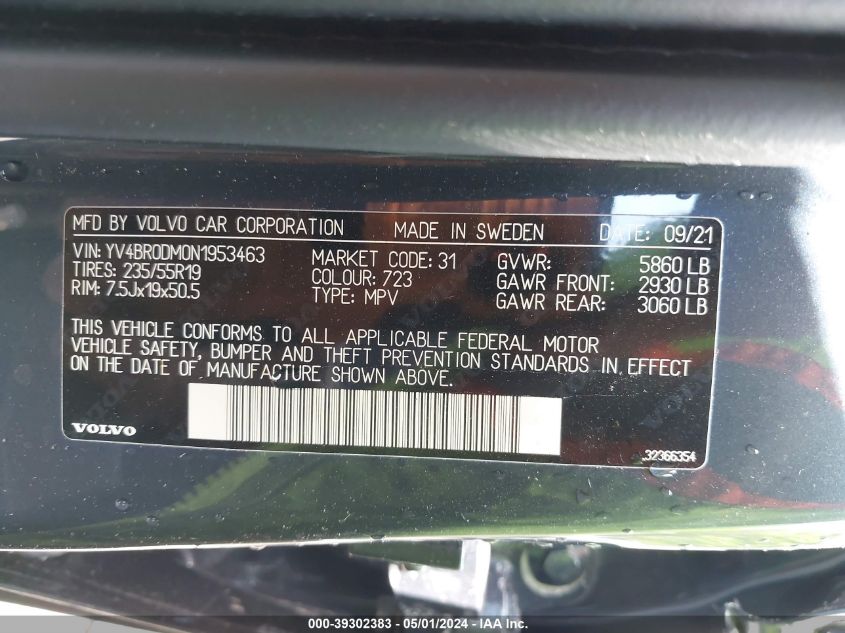 MFD BY VOLVO CAR CORPORATION MADE IN SWEDEN DATE: 09/21
VIN: YV4BR0DM0N1953463 MARKET CODE: 31 GVWR: 5860 LB
TIRES: 235/55R19 COLOUR: 723 GAWR FRONT: 2930 LB
RIM: 7.5Jx19x50.5 TYPE: MPV GAWR REAR: 3060 LB
THIS VEHICLE CONFORMS TO ALL APPLICABLE FEDERAL MOTOR
VEHICLE SAFETY, BUMPER AND THEFT PREVENTION STANDARDS IN EFFECT
ON THE DATE OF MANUFACTURE SHOWN ABOVE.
VOLVO
32366354
000-39302383 - 05/01/2024 - © IAA Inc.